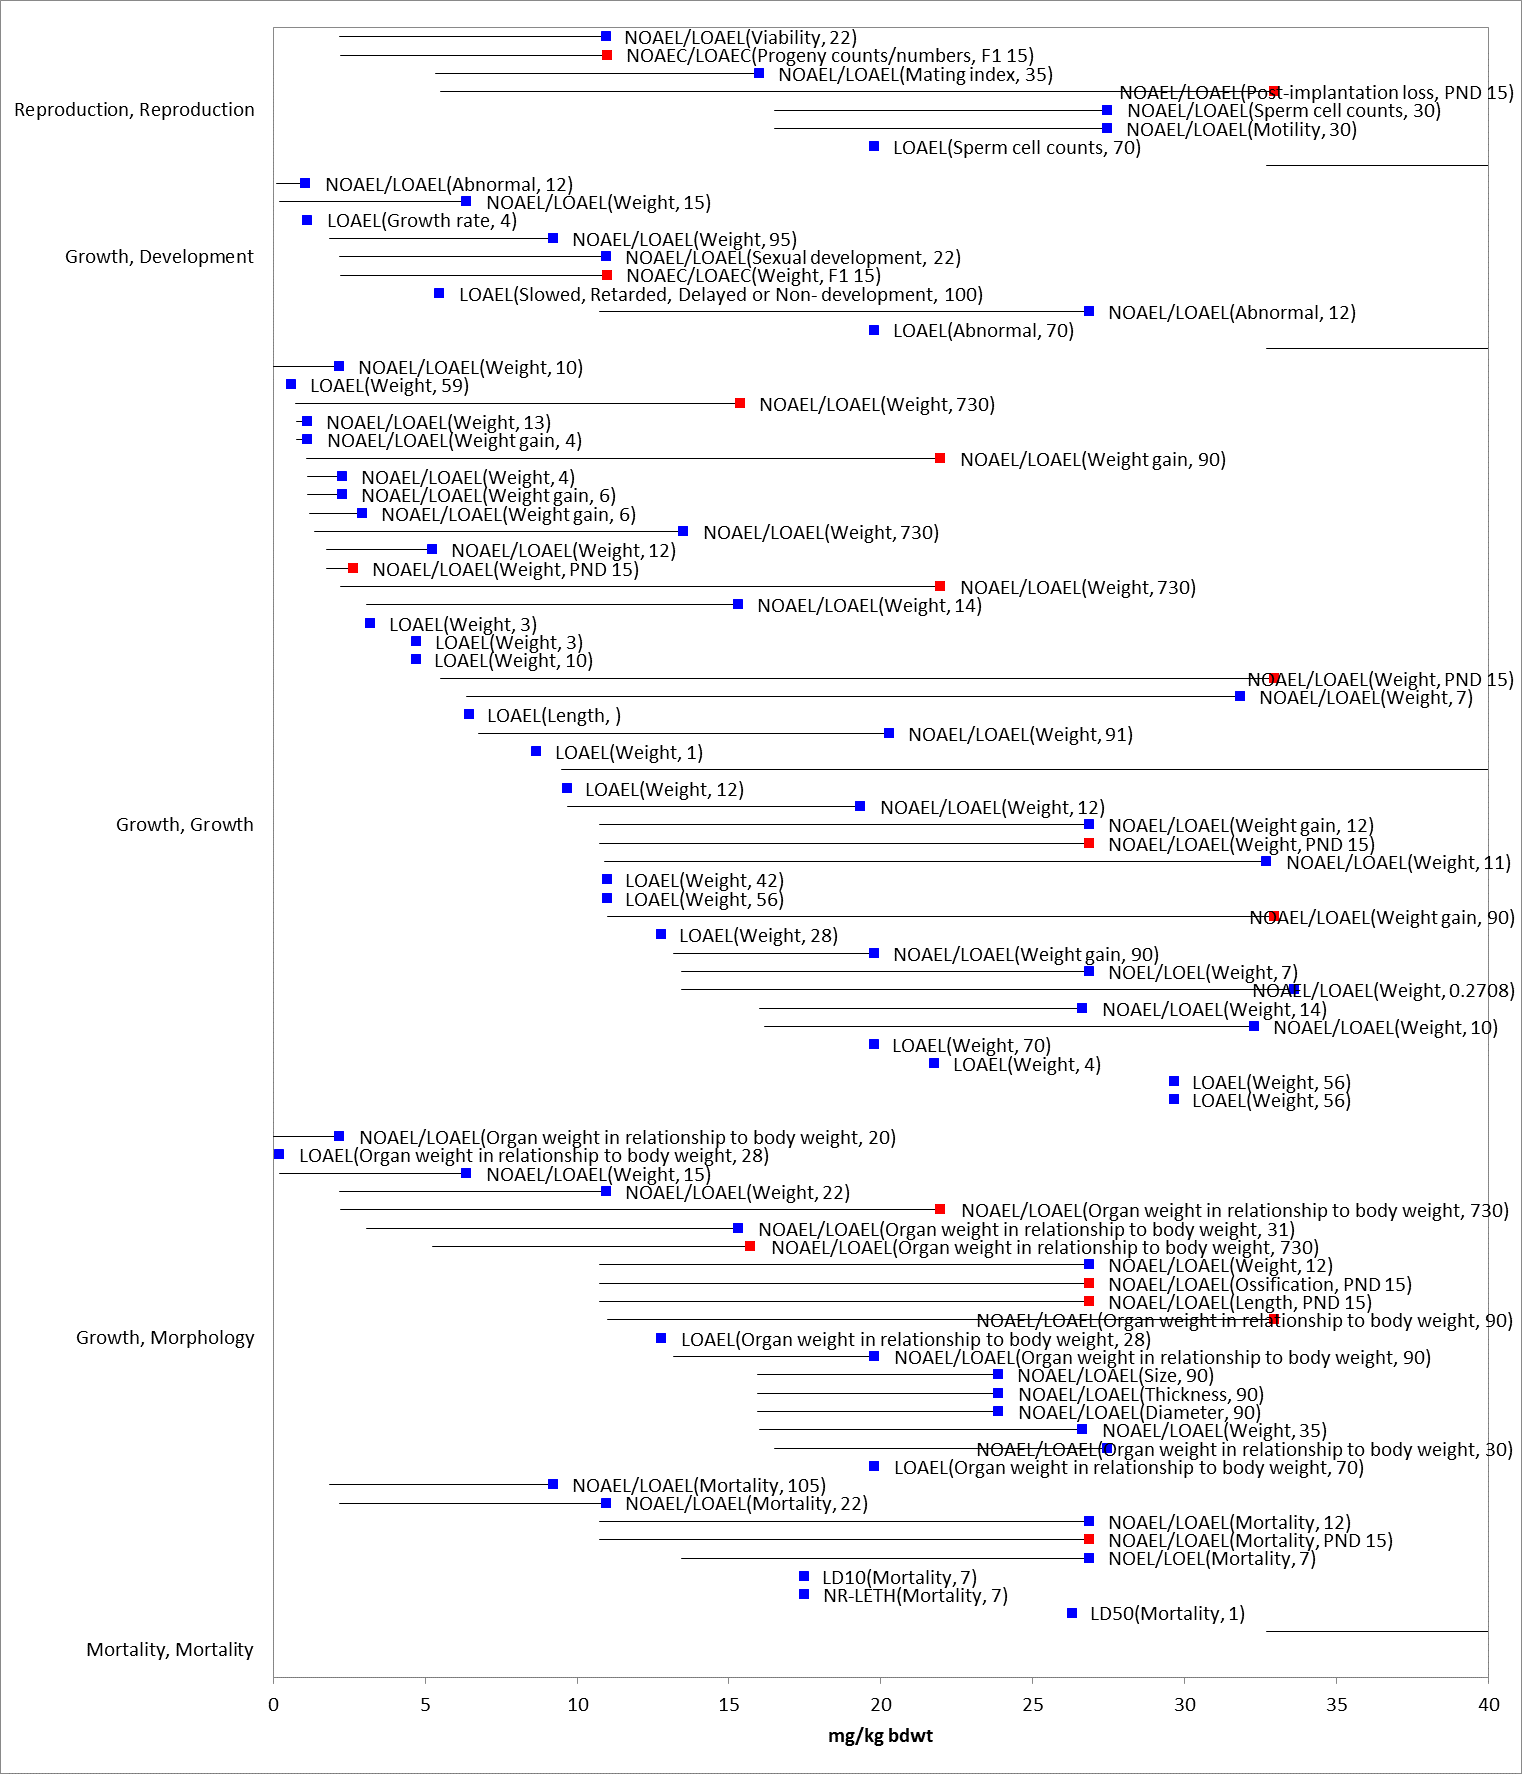 NOAEL/LOAEL(Viability, 22)
NOAEC/LOAEC(Progeny counts/numbers, F1 15)
NOAEL/LOAEL(Mating index, 35)
NOAEL/LOAEL(Post-implantation loss, PND 15)
Reproduction, Reproduction
NOAEL/LOAEL(Sperm cell counts, 30)
NOAEL/LOAEL(Motility, 30)
LOAEL(Sperm cell counts, 70)
NOAEL/LOAEL(Abnormal, 12)
NOAEL/LOAEL(Weight, 15)
LOAEL(Growth rate, 4)
NOAEL/LOAEL(Weight, 95)
Growth, Development
NOAEL/LOAEL(Sexual development, 22)
NOAEC/LOAEC(Weight, F1 15)
LOAEL(Slowed, Retarded, Delayed or Non- development, 100)
NOAEL/LOAEL(Abnormal, 12)
LOAEL(Abnormal, 70)
NOAEL/LOAEL(Weight, 10)
LOAEL(Weight, 59)
NOAEL/LOAEL(Weight, 730)
NOAEL/LOAEL(Weight, 13)
NOAEL/LOAEL(Weight gain, 4)
NOAEL/LOAEL(Weight gain, 90)
NOAEL/LOAEL(Weight, 4)
NOAEL/LOAEL(Weight gain, 6)
NOAEL/LOAEL(Weight gain, 6)
NOAEL/LOAEL(Weight, 730)
NOAEL/LOAEL(Weight, 12)
NOAEL/LOAEL(Weight, PND 15)
NOAEL/LOAEL(Weight, 730)
NOAEL/LOAEL(Weight, 14)
LOAEL(Weight, 3)
LOAEL(Weight, 3)
LOAEL(Weight, 10)
NOAEL/LOAEL(Weight, PND 15)
NOAEL/LOAEL(Weight, 7)
LOAEL(Length, )
NOAEL/LOAEL(Weight, 91)
LOAEL(Weight, 1)
LOAEL(Weight, 12)
NOAEL/LOAEL(Weight, 12)
Growth, Growth
NOAEL/LOAEL(Weight gain, 12)
NOAEL/LOAEL(Weight, PND 15)
NOAEL/LOAEL(Weight, 11)
LOAEL(Weight, 42)
LOAEL(Weight, 56)
NOAEL/LOAEL(Weight gain, 90)
LOAEL(Weight, 28)
NOAEL/LOAEL(Weight gain, 90)
NOEL/LOEL(Weight, 7)
NOAEL/LOAEL(Weight, 0.2708)
NOAEL/LOAEL(Weight, 14)
NOAEL/LOAEL(Weight, 10)
LOAEL(Weight, 70)
LOAEL(Weight, 4)
LOAEL(Weight, 56)
LOAEL(Weight, 56)
NOAEL/LOAEL(Organ weight in relationship to body weight, 20)
LOAEL(Organ weight in relationship to body weight, 28)
NOAEL/LOAEL(Weight, 15)
NOAEL/LOAEL(Weight, 22)
NOAEL/LOAEL(Organ weight in relationship to body weight, 730)
NOAEL/LOAEL(Organ weight in relationship to body weight, 31)
NOAEL/LOAEL(Organ weight in relationship to body weight, 730)
NOAEL/LOAEL(Weight, 12)
NOAEL/LOAEL(Ossification, PND 15)
NOAEL/LOAEL(Length, PND 15)
NOAEL/LOAEL(Organ weight in relationship to body weight, 90)
Growth, Morphology
LOAEL(Organ weight in relationship to body weight, 28)
NOAEL/LOAEL(Organ weight in relationship to body weight, 90)
NOAEL/LOAEL(Size, 90)
NOAEL/LOAEL(Thickness, 90)
NOAEL/LOAEL(Diameter, 90)
NOAEL/LOAEL(Weight, 35)
NOAEL/LOAEL(Organ weight in relationship to body weight, 30)
LOAEL(Organ weight in relationship to body weight, 70)
NOAEL/LOAEL(Mortality, 105)
NOAEL/LOAEL(Mortality, 22)
NOAEL/LOAEL(Mortality, 12)
NOAEL/LOAEL(Mortality, PND 15)
NOEL/LOEL(Mortality, 7)
LD10(Mortality, 7)
NR-LETH(Mortality, 7)
LD50(Mortality, 1)
Mortality, Mortality
0 5 10 15 20 25 30 35 40
mg/kg bdwt